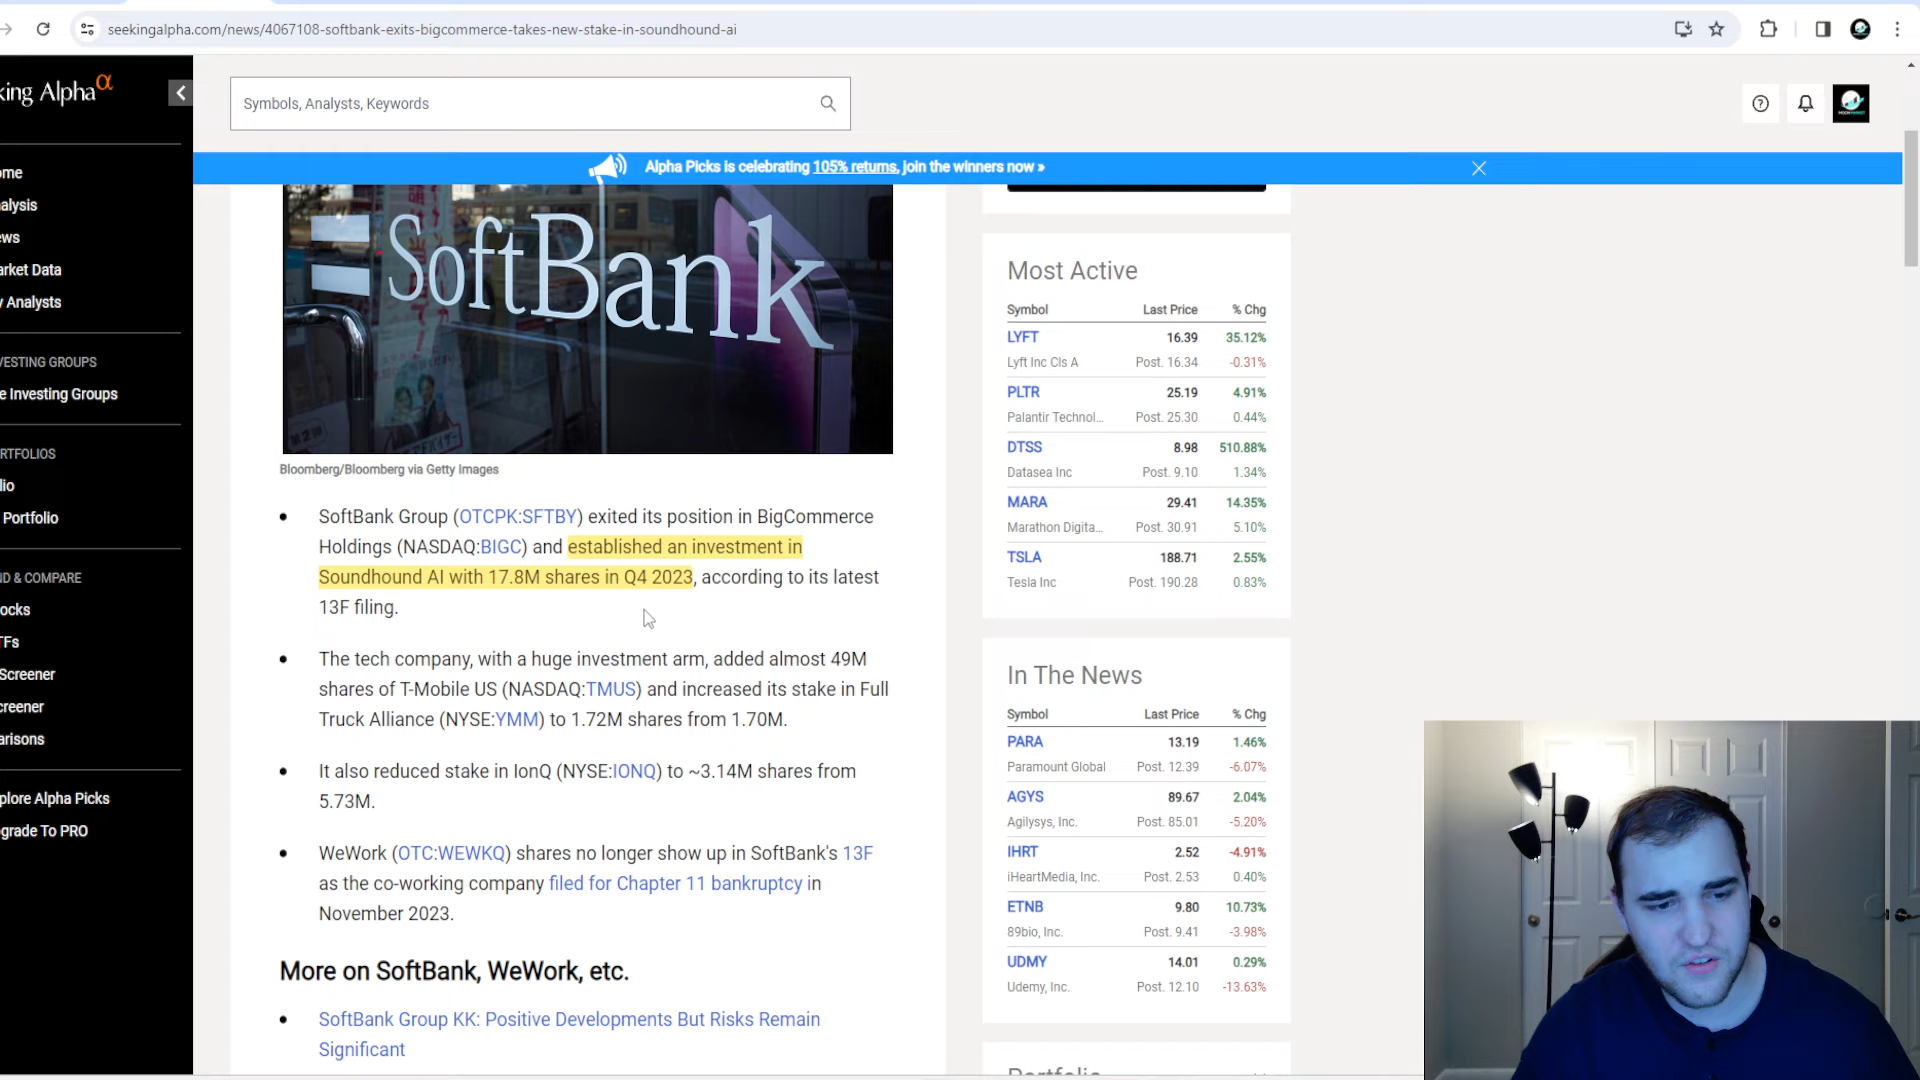 seekingalpha.com/news/4067108-softbank-exits-bigcommerce-takes-new-stake-in-soundhound-ai
king Alpha α
Symbols, Analysts, Keywords
Alpha Picks is celebrating 105% returns, join the winners now »
ome
alysis
ews
arket Data
y Analysts
VESTING GROUPS
e Investing Groups
RTFOLIOS
lio
Portfolio
ND & COMPARE
ocks
TFs
Screener
creener
arisons
plore Alpha Picks
grade To PRO
SoftBank
Bloomberg/Bloomberg via Getty Images
• SoftBank Group (OTCPK:SFTBY) exited its position in BigCommerce
Holdings (NASDAQ:BIGC) and established an investment in
Soundhound AI with 17.8M shares in Q4 2023, according to its latest
13F filing.
• The tech company, with a huge investment arm, added almost 49M
shares of T-Mobile US (NASDAQ:TMUS) and increased its stake in Full
Truck Alliance (NYSE:YMM) to 1.72M shares from 1.70M.
• It also reduced stake in IonQ (NYSE:IONQ) to ~3.14M shares from
5.73M.
• WeWork (OTC:WEWKQ) shares no longer show up in SoftBank's 13F
as the co-working company filed for Chapter 11 bankruptcy in
November 2023.
More on SoftBank, WeWork, etc.
• SoftBank Group KK: Positive Developments But Risks Remain
Significant
Most Active
Symbol Last Price % Chg
LYFT 16.39 35.12%
Lyft Inc Cls A Post. 16.34 -0.31%
PLTR 25.19 4.91%
Palantir Technol... Post. 25.30 0.44%
DTSS 8.98 510.88%
Datasea Inc Post. 9.10 1.34%
MARA 29.41 14.35%
Marathon Digita... Post. 30.91 5.10%
TSLA 188.71 2.55%
Tesla Inc Post. 190.28 0.83%
In The News
Symbol Last Price % Chg
PARA 13.19 1.46%
Paramount Global Post. 12.39 -6.07%
AGYS 89.67 2.04%
Agilysys, Inc. Post. 85.01 -5.20%
IHRT 2.52 -4.91%
iHeartMedia, Inc. Post. 2.53 0.40%
ETNB 9.80 10.73%
89bio, Inc. Post. 9.41 -3.98%
UDMY 14.01 0.29%
Udemy, Inc. Post. 12.10 -13.63%
Portfolio